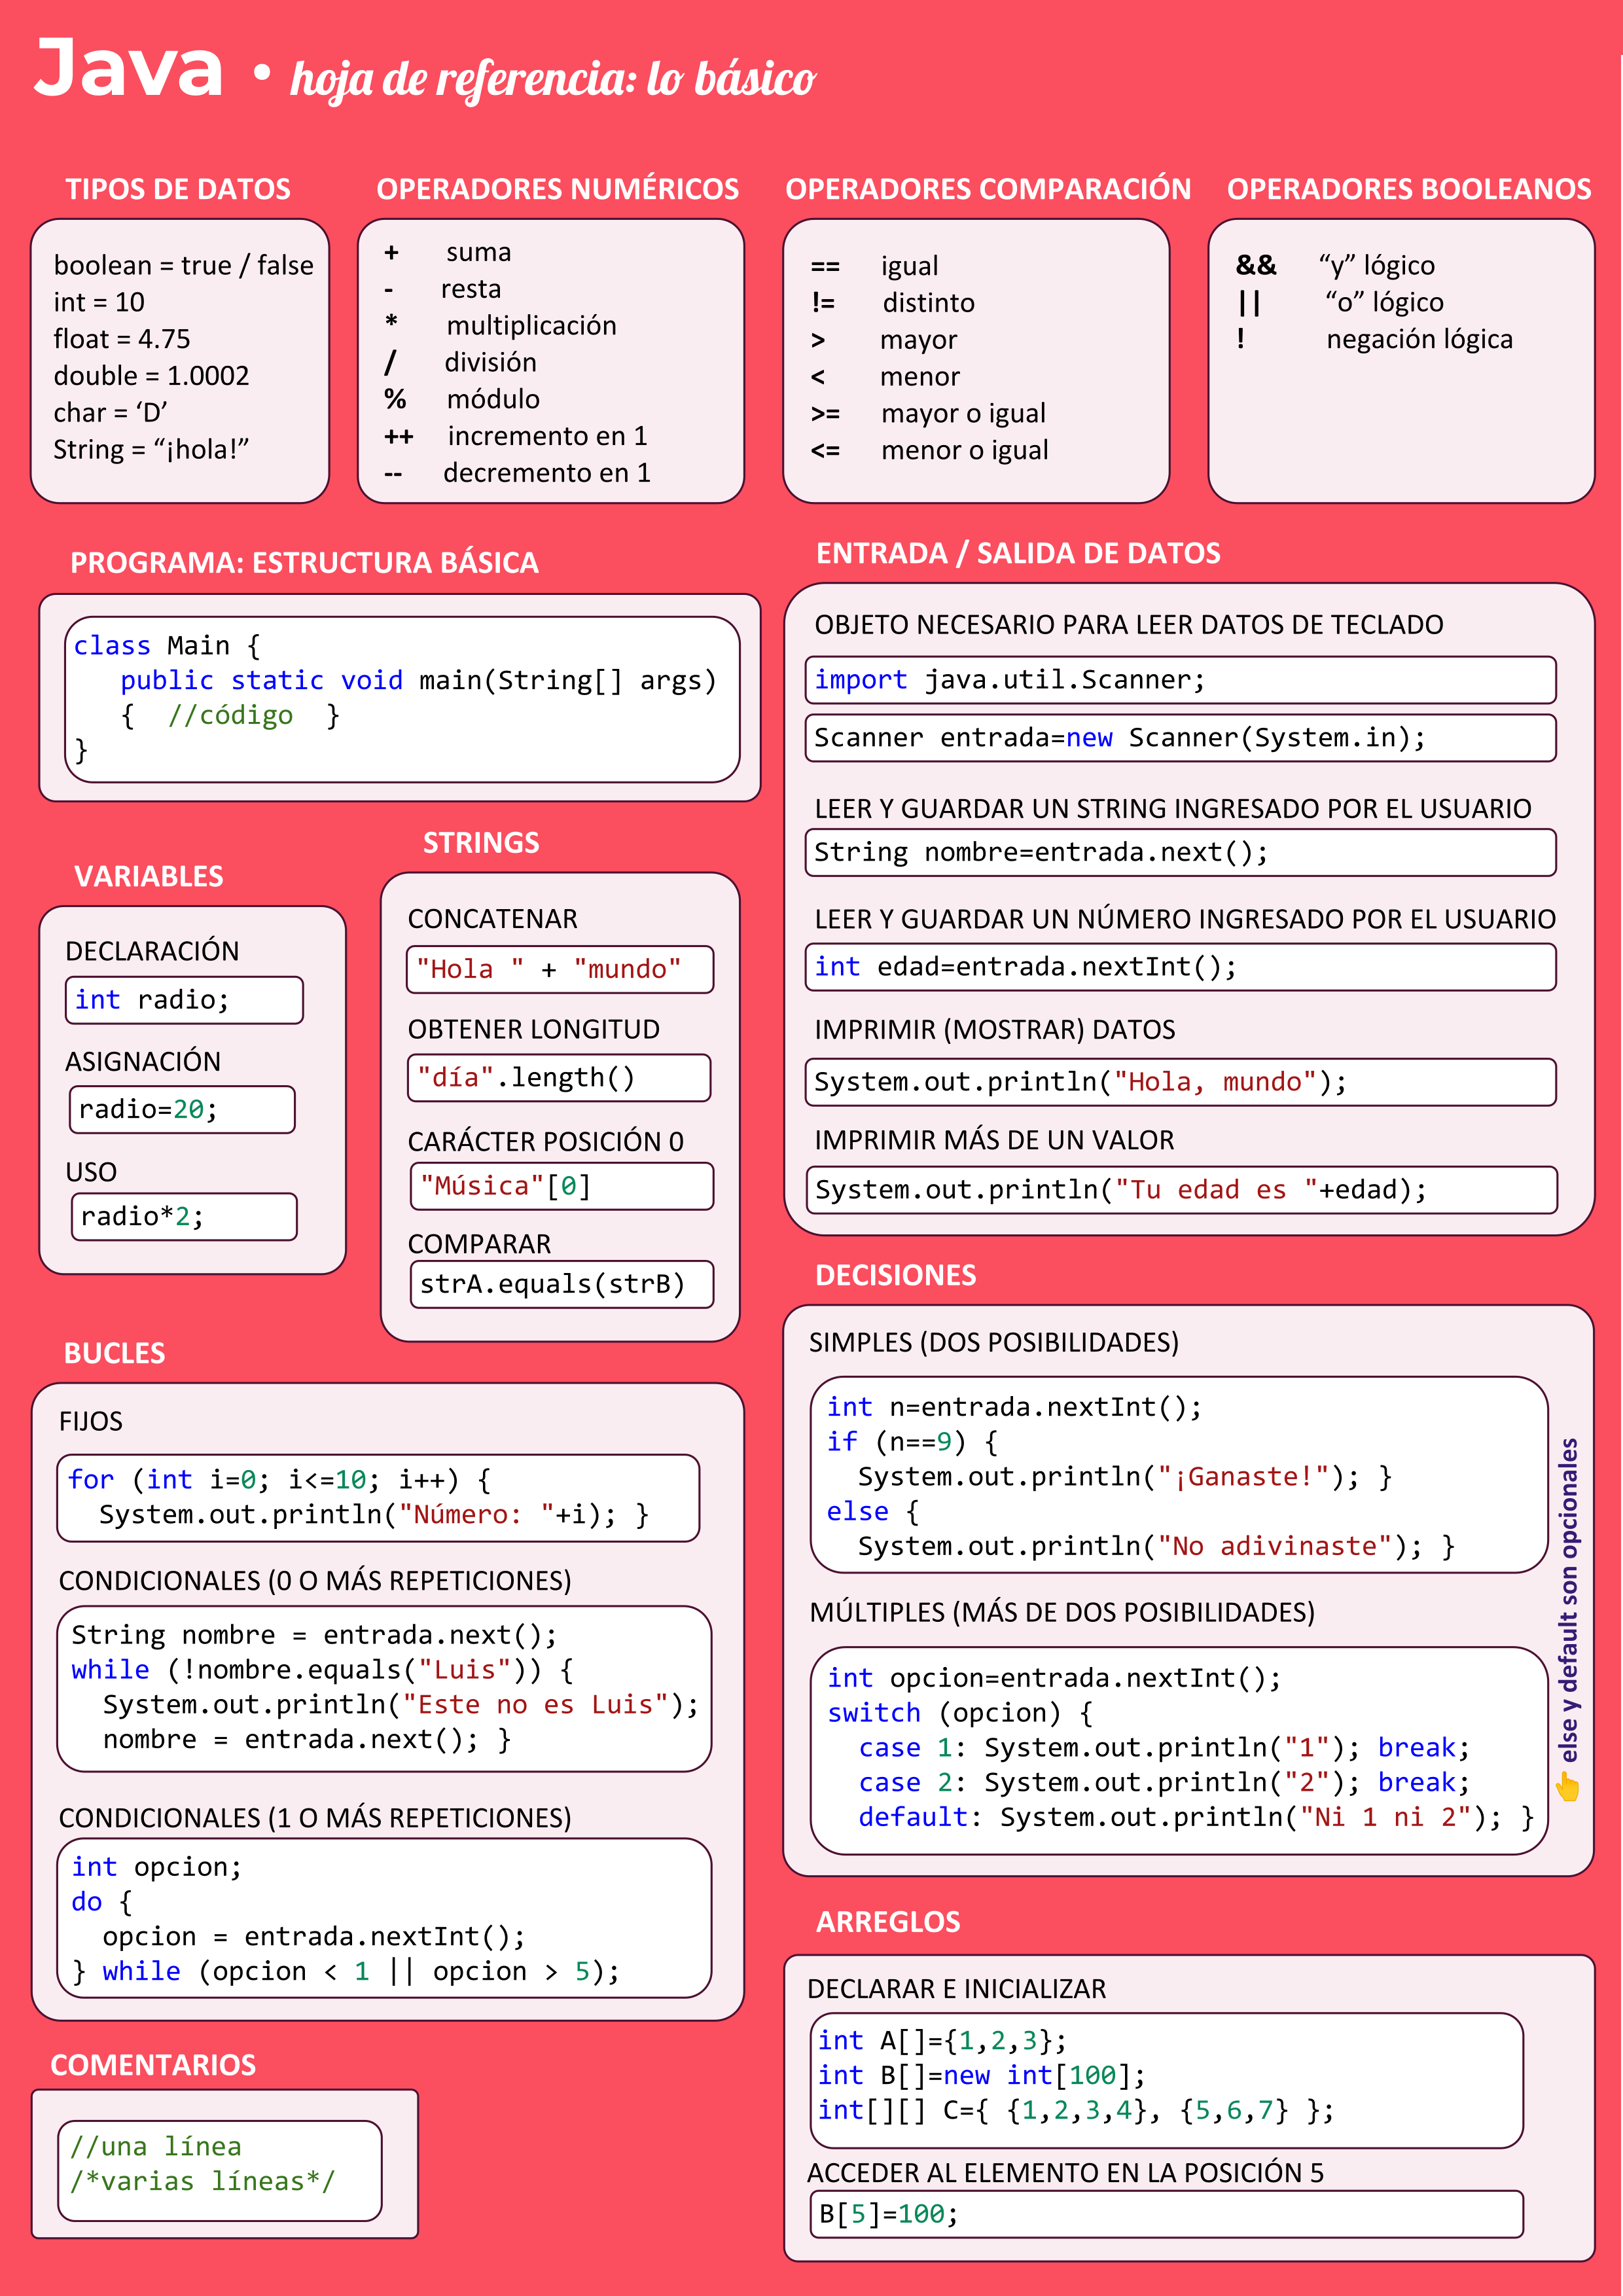 Java • hoja de referencia: lo básico
TIPOS DE DATOS
boolean = true / false
int = 10
float = 4.75
double = 1.0002
char = ‘D’
String = “¡hola!”
OPERADORES NUMÉRICOS
+ suma
- resta
* multiplicación
/ división
% módulo
++ incremento en 1
-- decremento en 1
OPERADORES COMPARACIÓN
== igual
!= distinto
> mayor
< menor
>= mayor o igual
<= menor o igual
OPERADORES BOOLEANOS
&& “y” lógico
|| “o” lógico
! negación lógica
PROGRAMA: ESTRUCTURA BÁSICA
class Main {
public static void main(String[] args)
{ //código }
}
ENTRADA / SALIDA DE DATOS
OBJETO NECESARIO PARA LEER DATOS DE TECLADO
import java.util.Scanner;
Scanner entrada=new Scanner(System.in);
LEER Y GUARDAR UN STRING INGRESADO POR EL USUARIO
String nombre=entrada.next();
LEER Y GUARDAR UN NÚMERO INGRESADO POR EL USUARIO
int edad=entrada.nextInt();
IMPRIMIR (MOSTRAR) DATOS
System.out.println("Hola, mundo");
IMPRIMIR MÁS DE UN VALOR
System.out.println("Tu edad es "+edad);
VARIABLES
DECLARACIÓN
int radio;
ASIGNACIÓN
radio=20;
USO
radio*2;
STRINGS
CONCATENAR
"Hola " + "mundo"
OBTENER LONGITUD
"día".length()
CARÁCTER POSICIÓN 0
"Música"[0]
COMPARAR
strA.equals(strB)
BUCLES
FIJOS
for (int i=0; i<=10; i++) {
System.out.println("Número: "+i); }
CONDICIONALES (0 O MÁS REPETICIONES)
String nombre = entrada.next();
while (!nombre.equals("Luis")) {
System.out.println("Este no es Luis");
nombre = entrada.next(); }
CONDICIONALES (1 O MÁS REPETICIONES)
int opcion;
do {
opcion = entrada.nextInt();
} while (opcion < 1 || opcion > 5);
DECISIONES
SIMPLES (DOS POSIBILIDADES)
int n=entrada.nextInt();
if (n==9) {
System.out.println("¡Ganaste!"); }
else {
System.out.println("No adivinaste"); }
MÚLTIPLES (MÁS DE DOS POSIBILIDADES)
int opcion=entrada.nextInt();
switch (opcion) {
case 1: System.out.println("1"); break;
case 2: System.out.println("2"); break;
default: System.out.println("Ni 1 ni 2"); }
👆 else y default son opcionales
COMENTARIOS
//una línea
/*varias líneas*/
ARREGLOS
DECLARAR E INICIALIZAR
int A[]={1,2,3};
int B[]=new int[100];
int[][] C={ {1,2,3,4}, {5,6,7} };
ACCEDER AL ELEMENTO EN LA POSICIÓN 5
B[5]=100;